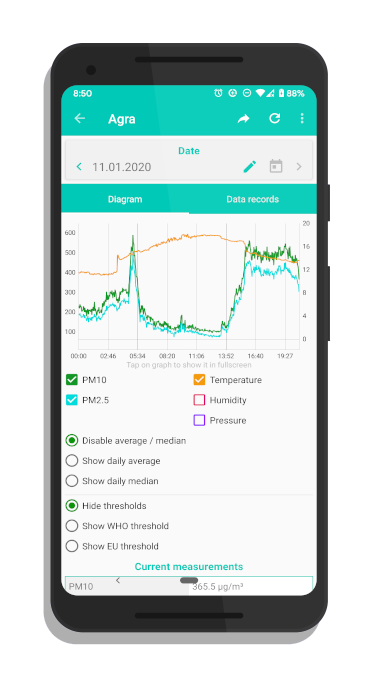 8:50 88%
Agra
Date
11.01.2020
Diagram Data records
600 20
500 16
400 12
300 8
200 4
100 0
00:00 02:46 05:34 08:20 11:06 13:52 16:40 19:27
Tap on graph to show it in fullscreen
PM10 Temperature
PM2.5 Humidity
Pressure
Disable average / median
Show daily average
Show daily median
Hide thresholds
Show WHO threshold
Show EU threshold
Current measurements
PM10 365.5 µg/m³